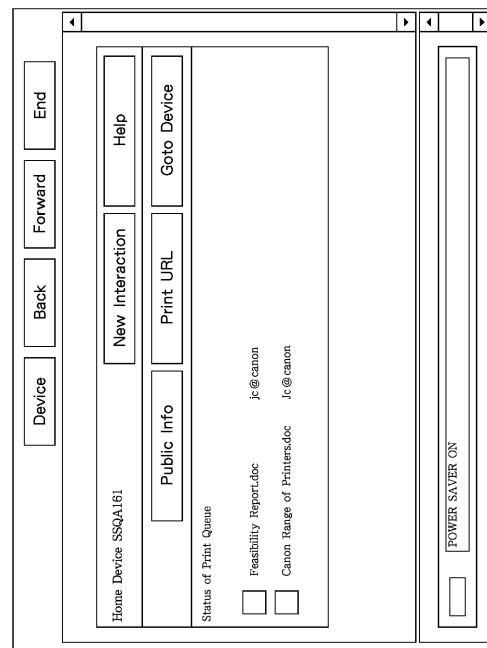 Device Back Forward End
Home Device SSQA161 New Interaction Help
Public Info Print URL Goto Device
Status of Print Queue
Feasibility Report.doc jc@canon
Canon Range of Printers.doc Jc@canon
POWER SAVER ON